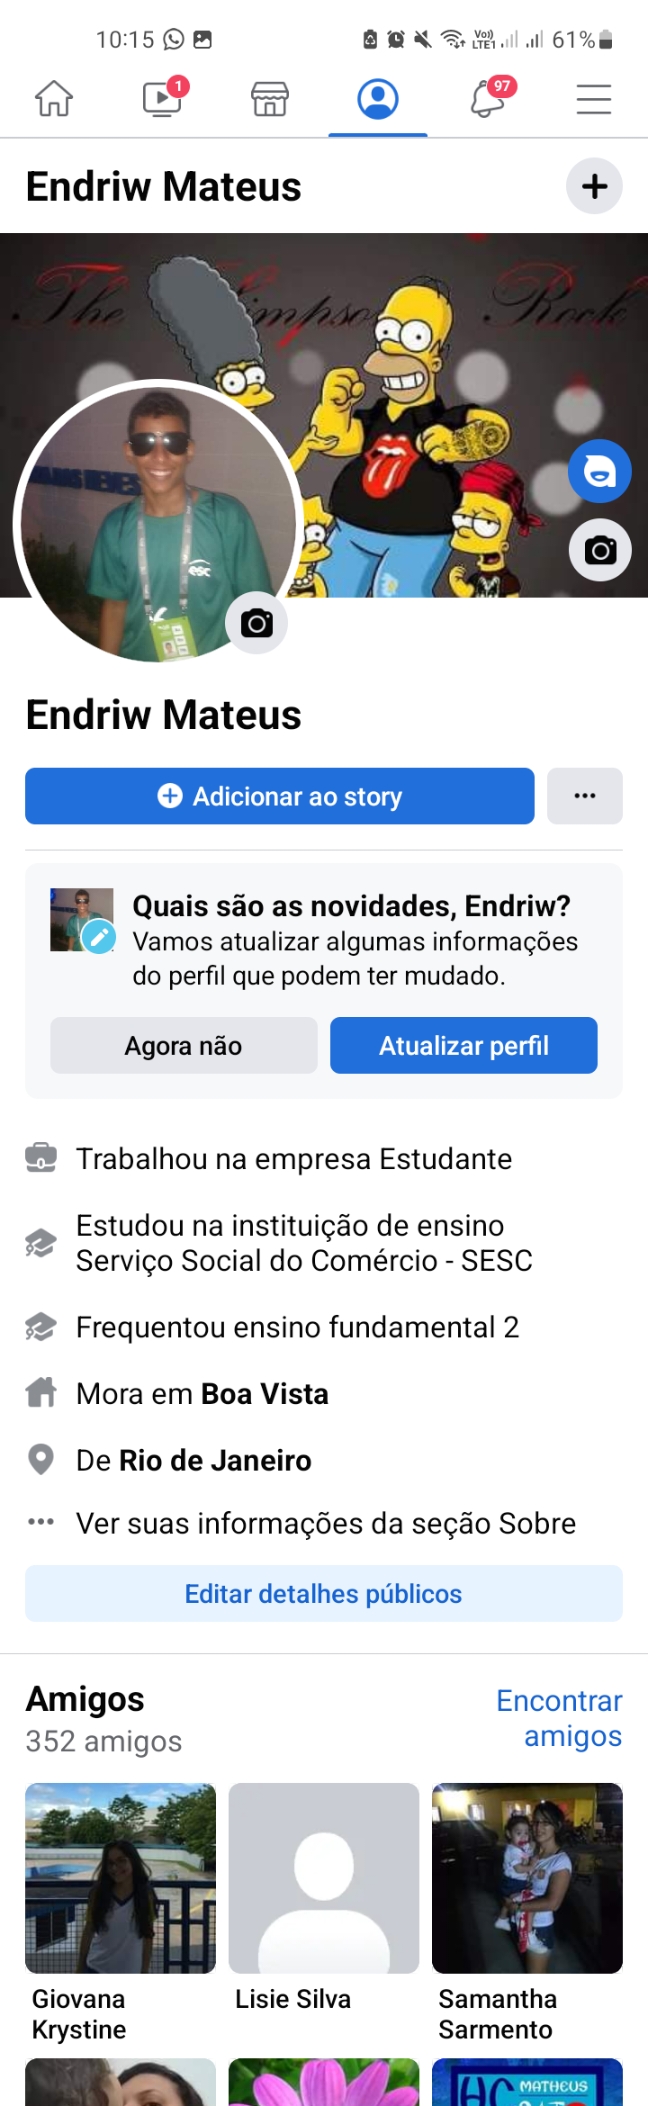 10:15
Vo))
LTE1
61%
1
97
Endriw Mateus
The Simpso Rock
esc
Endriw Mateus
Adicionar ao story
Quais são as novidades, Endriw?
Vamos atualizar algumas informações
do perfil que podem ter mudado.
Agora não
Atualizar perfil
Trabalhou na empresa Estudante
Estudou na instituição de ensino
Serviço Social do Comércio - SESC
Frequentou ensino fundamental 2
Mora em Boa Vista
De Rio de Janeiro
Ver suas informações da seção Sobre
Editar detalhes públicos
Amigos
352 amigos
Encontrar
amigos
Giovana
Krystine
Lisie Silva
Samantha
Sarmento
MATHEUS